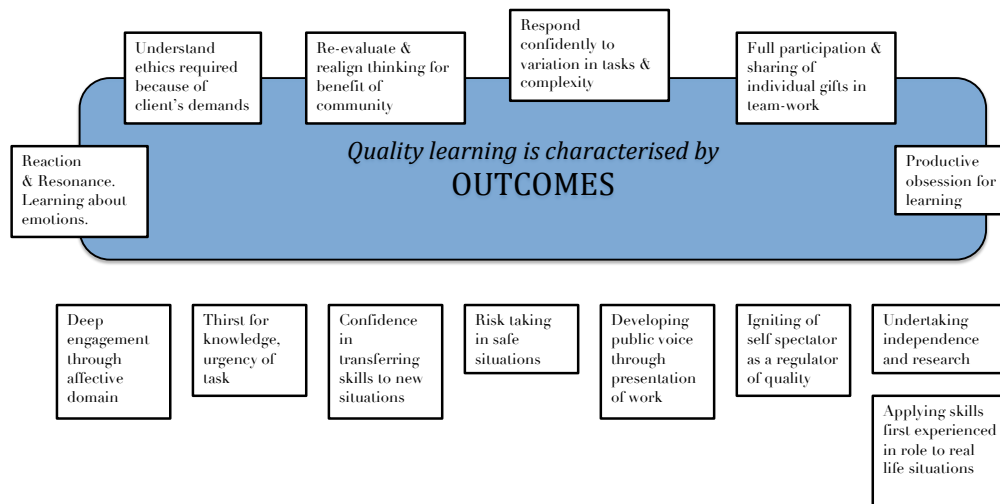 Understand
ethics required
because of
client's demands
Re-evaluate &
realign thinking for
benefit of
community
Respond
confidently to
variation in tasks &
complexity
Full participation &
sharing of
individual gifts in
team-work
Reaction
& Resonance.
Learning about
emotions.
Quality learning is characterised by
OUTCOMES
Productive
obsession for
learning
Deep
engagement
through
affective
domain
Thirst for
knowledge,
urgency of
task
Confidence
in
transferring
skills to new
situations
Risk taking
in safe
situations
Developing
public voice
through
presentation
of work
Igniting of
self spectator
as a regulator
of quality
Undertaking
independence
and research
Applying skills
first experienced
in role to real
life situations